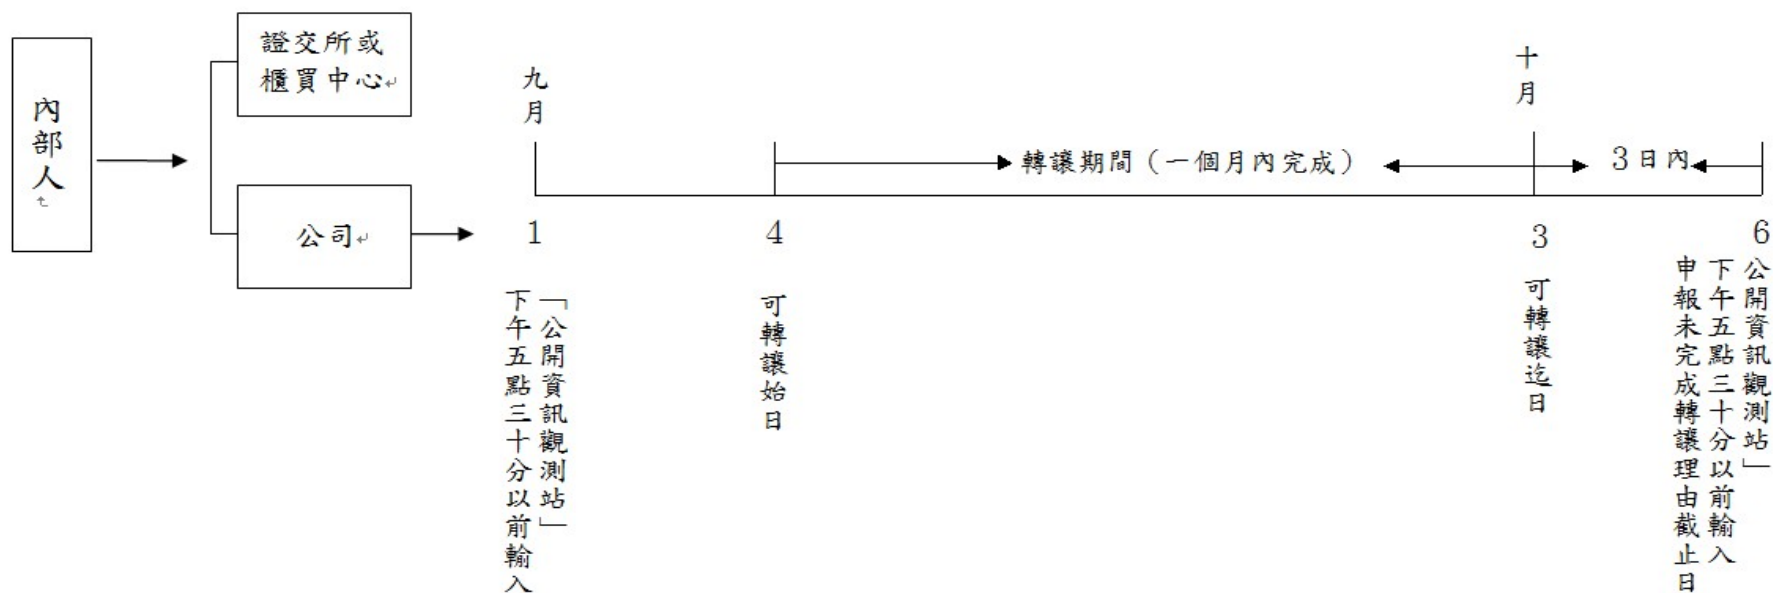 內部人
證交所或
櫃買中心
公司
九月
十月
轉讓期間（一個月內完成）
3日內
1
4
3
6
「公開資訊觀測站」
下午五點三十分以前輸入
可轉讓始日
可轉讓迄日
公開資訊觀測站」
下午五點三十分以前輸入
申報未完成轉讓理由截止日